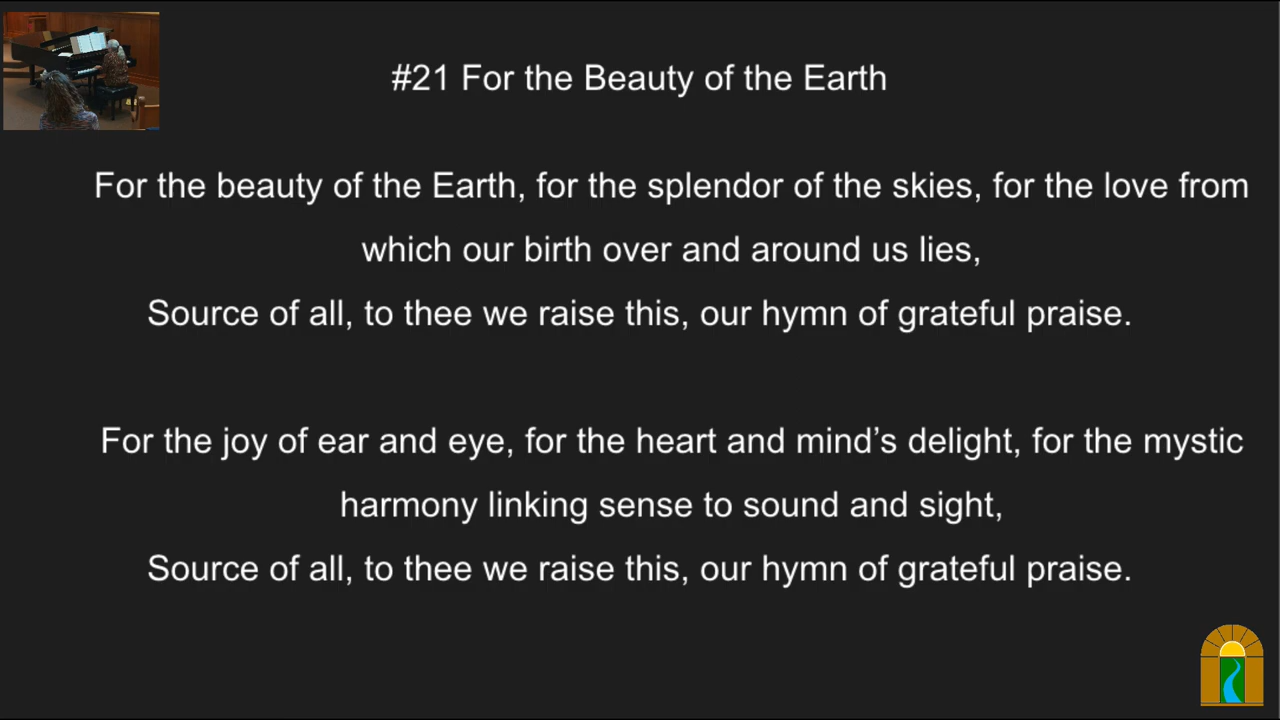 #21 For the Beauty of the Earth
For the beauty of the Earth, for the splendor of the skies, for the love from
which our birth over and around us lies,
Source of all, to thee we raise this, our hymn of grateful praise.
For the joy of ear and eye, for the heart and mind’s delight, for the mystic
harmony linking sense to sound and sight,
Source of all, to thee we raise this, our hymn of grateful praise.